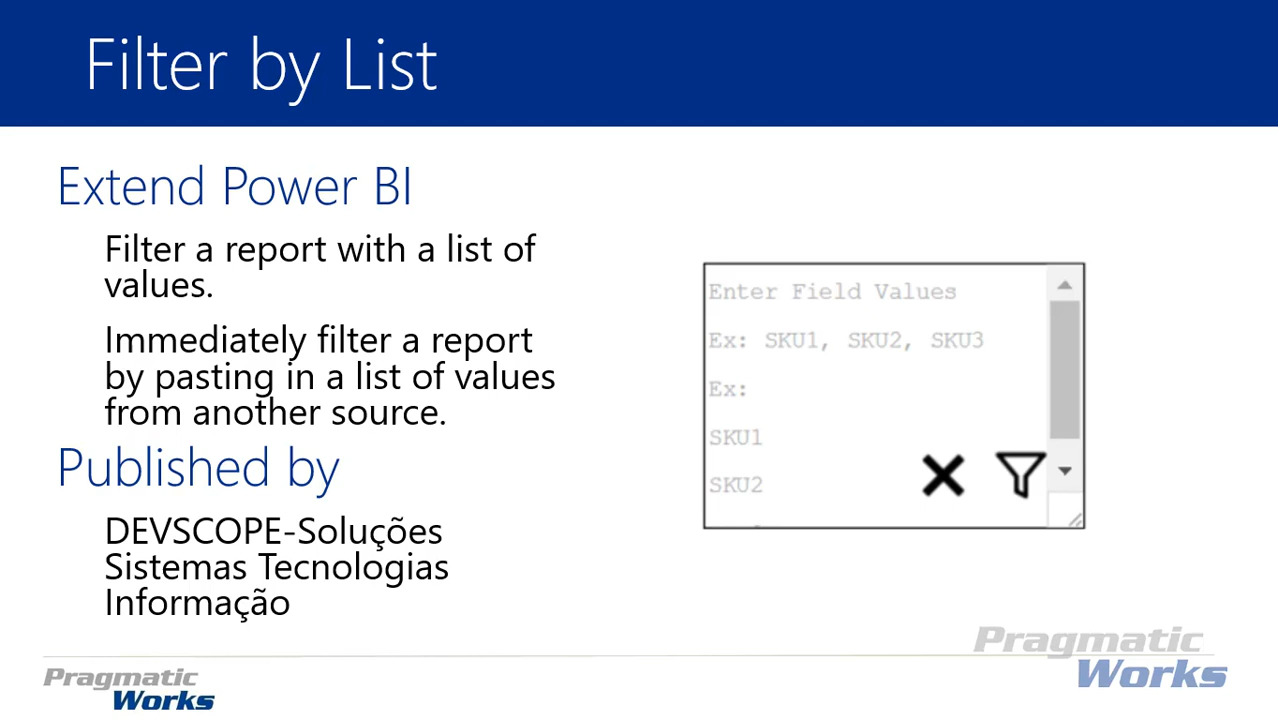 Filter by List
Extend Power BI
Filter a report with a list of
values.
Immediately filter a report
by pasting in a list of values
from another source.
Published by
DEVSCOPE-Soluções
Sistemas Tecnologias
Informação
Enter Field Values
Ex: SKU1, SKU2, SKU3
Ex:
SKU1
SKU2
Pragmatic
Works
Pragmatic
Works